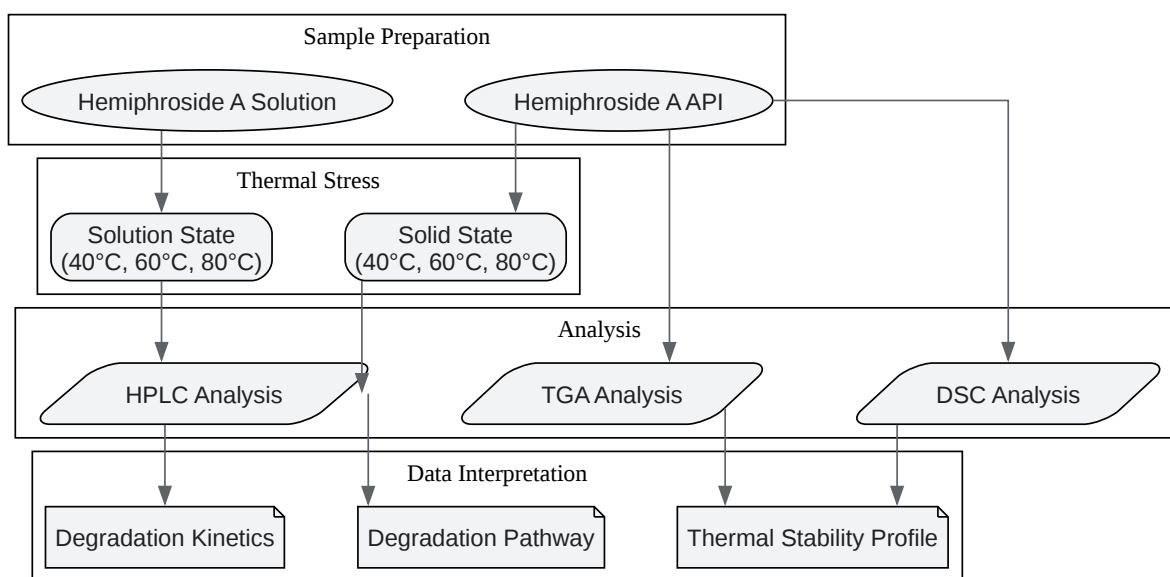 Sample Preparation
Hemiphroside A Solution
Hemiphroside A API
Thermal Stress
Solution State
(40°C, 60°C, 80°C)
Solid State
(40°C, 60°C, 80°C)
Analysis
HPLC Analysis
TGA Analysis
DSC Analysis
Data Interpretation
Degradation Kinetics
Degradation Pathway
Thermal Stability Profile